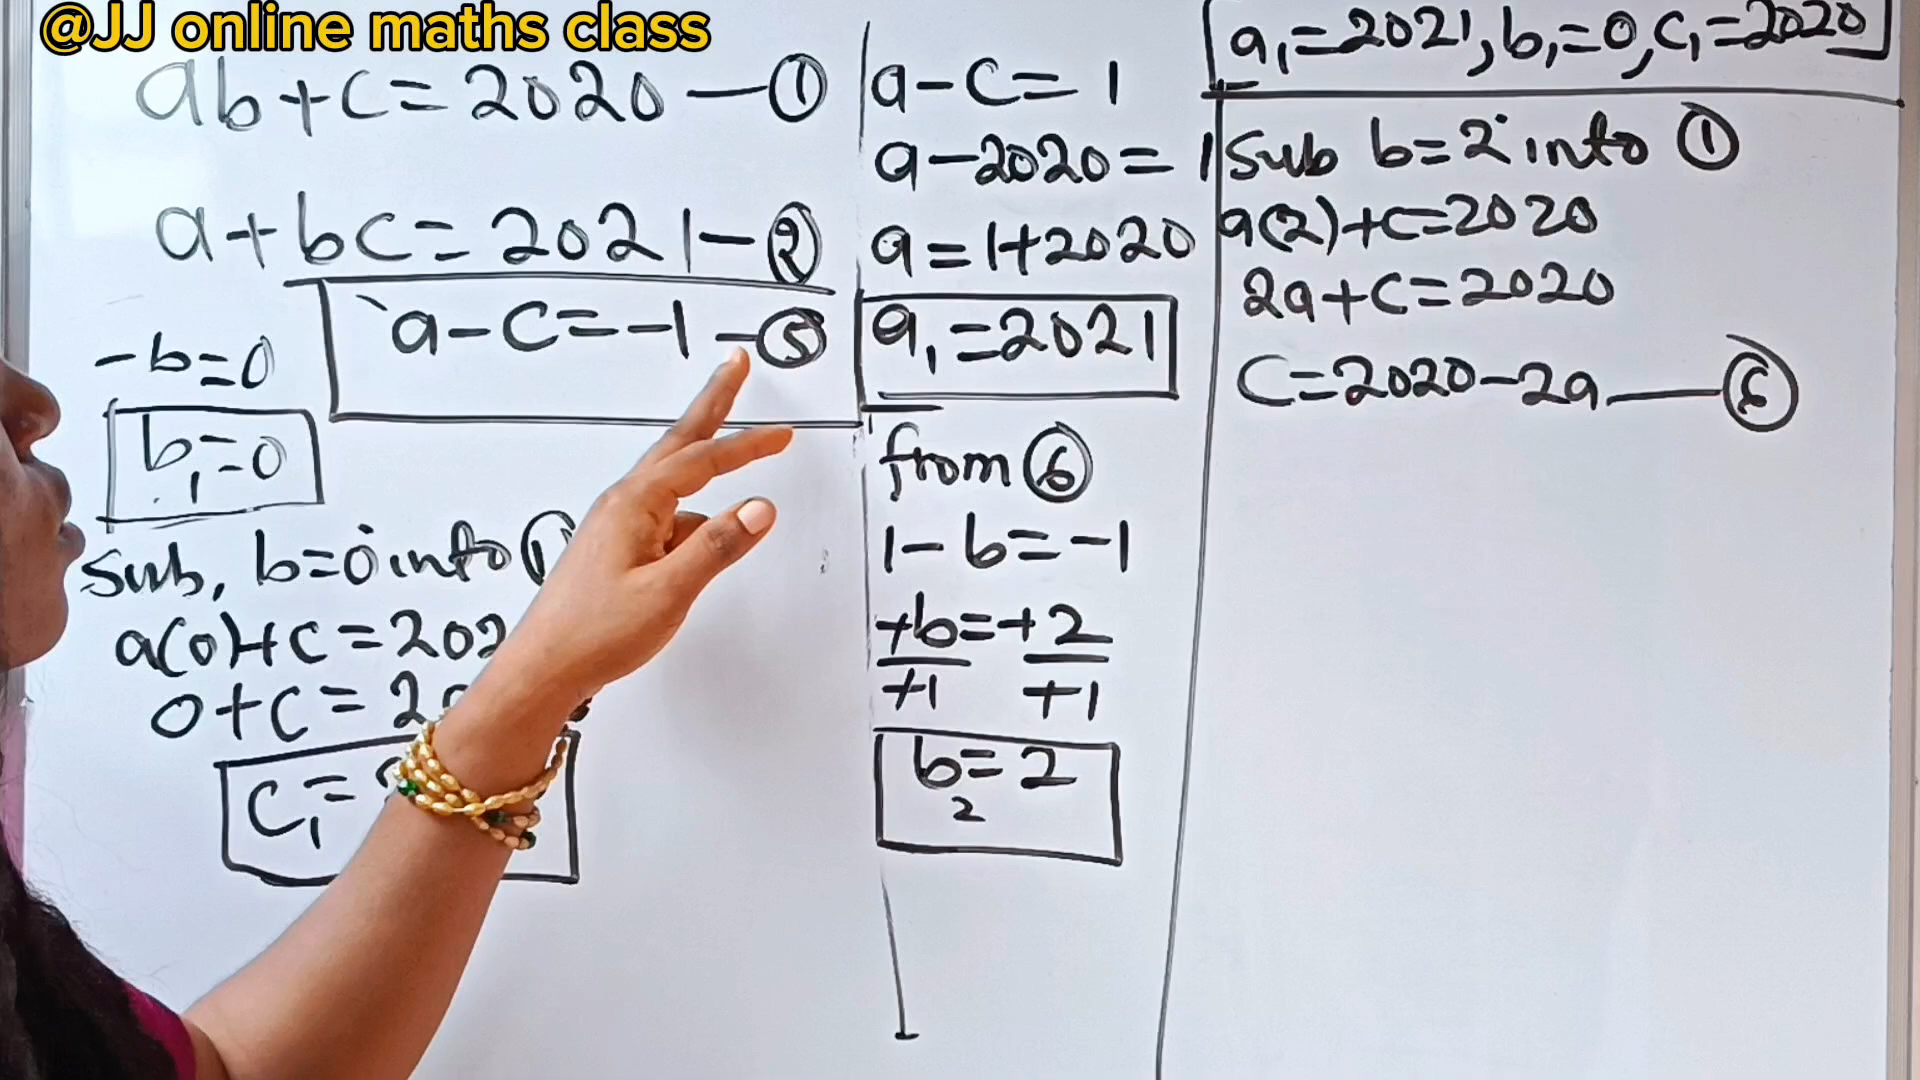 @JJ online maths class
ab+c=2020—①
a+bc=2021—②
a-c=-1-⑤
-b=0
b₁=0
Sub, b=0 into
a(0)+c=202
0+c=2
c₁=
a-c=1
a-2020=1
a=1+2020
a₁=2021
from ⑥
1-b=-1
+b=+2
+1 +1
b₂=2
a₁=2021, b₁=0, c₁=2020
Sub b=2 into ①
a(2)+c=2020
2a+c=2020
C=2020-2a—⑥